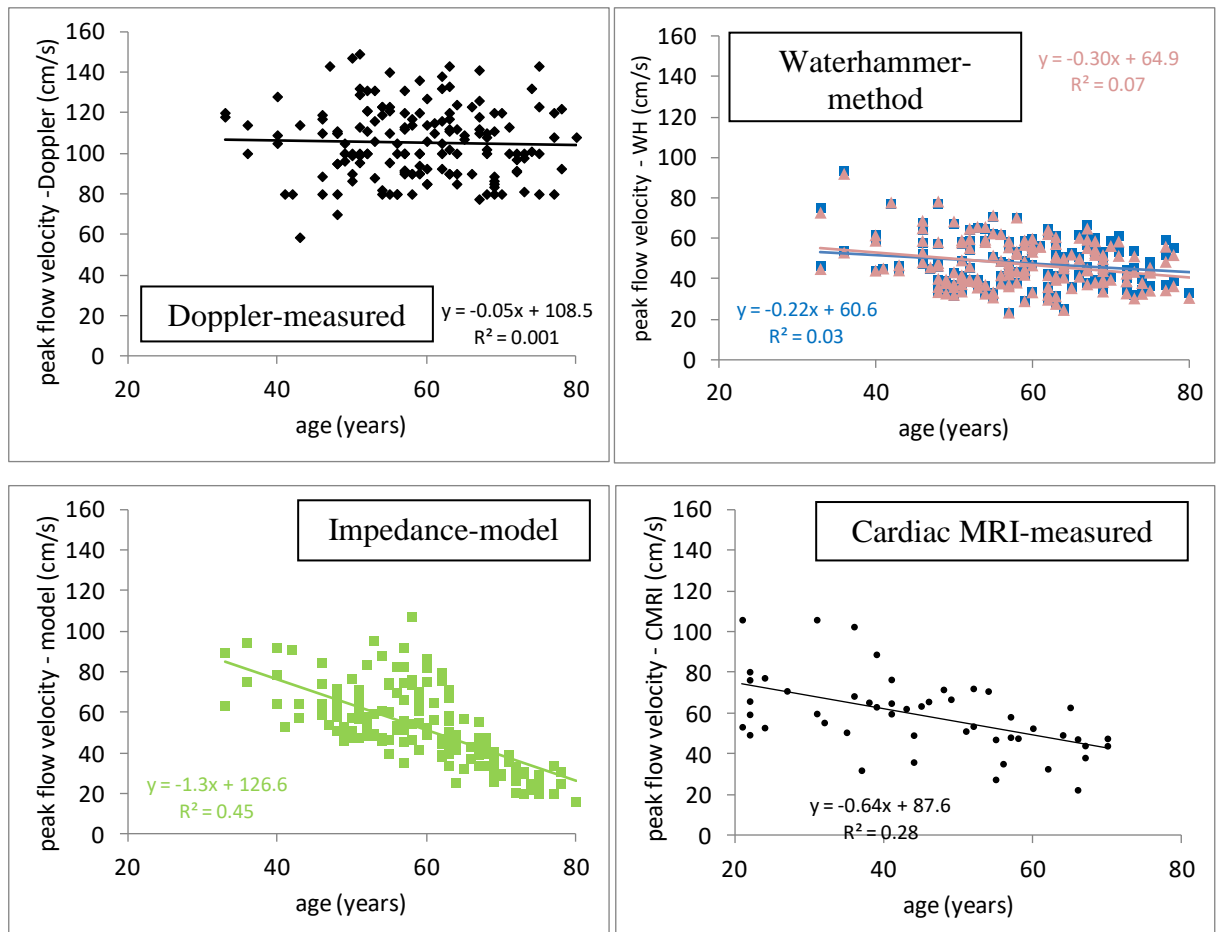 peak flow velocity -Doppler (cm/s)
160
140
120
100
80
60
40
20
0
Doppler-measured
y = -0.05x + 108.5
R² = 0.001
20
40
60
80
age (years)
peak flow velocity - WH (cm/s)
160
140
120
100
80
60
40
20
0
Waterhammer-
method
y = -0.30x + 64.9
R² = 0.07
y = -0.22x + 60.6
R² = 0.03
20
40
60
80
age (years)
peak flow velocity - model (cm/s)
160
140
120
100
80
60
40
20
0
Impedance-model
y = -1.3x + 126.6
R² = 0.45
20
40
60
80
age (years)
peak flow velocity - CMRI (cm/s)
160
140
120
100
80
60
40
20
0
Cardiac MRI-measured
y = -0.64x + 87.6
R² = 0.28
20
40
60
80
age (years)